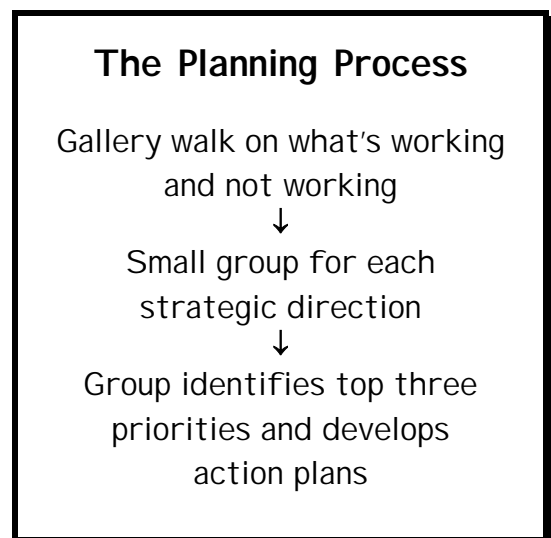 The Planning Process
Gallery walk on what's working
and not working
↓
Small group for each
strategic direction
↓
Group identifies top three
priorities and develops
action plans